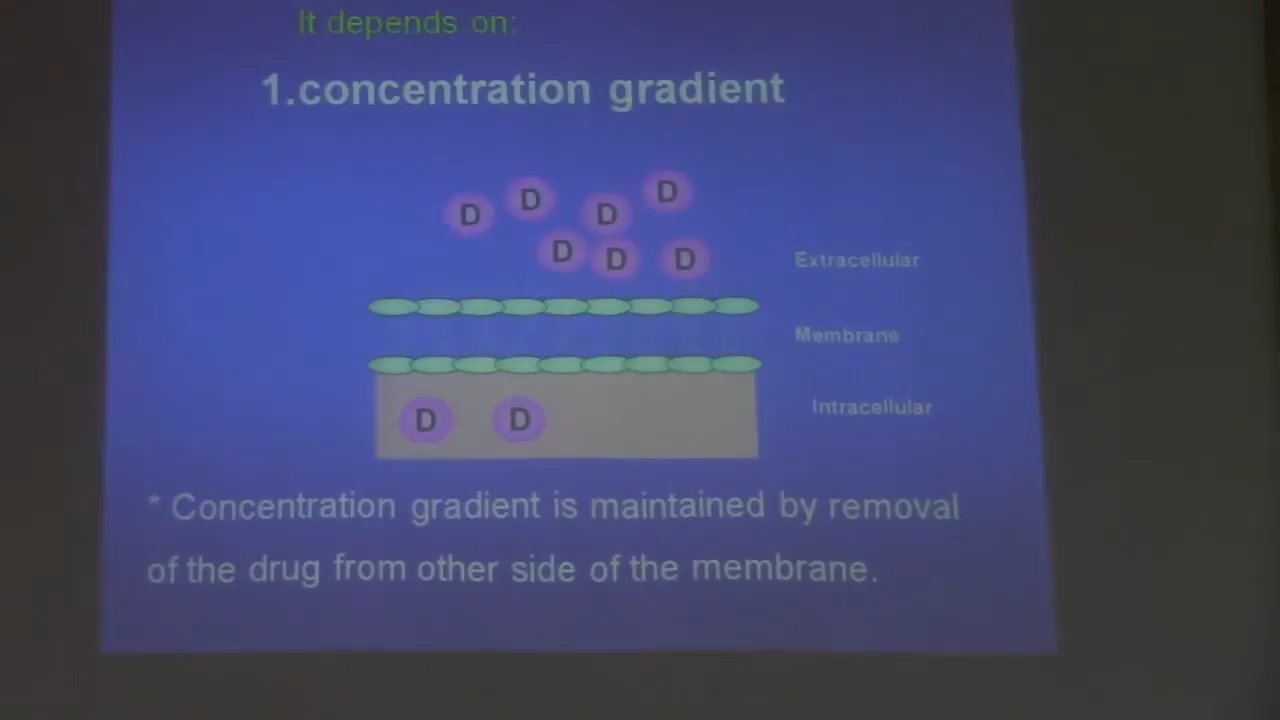 It depends on:
1.concentration gradient
D D D D
D D D
Extracellular
Membrane
Intracellular
D D
* Concentration gradient is maintained by removal
of the drug from other side of the membrane.